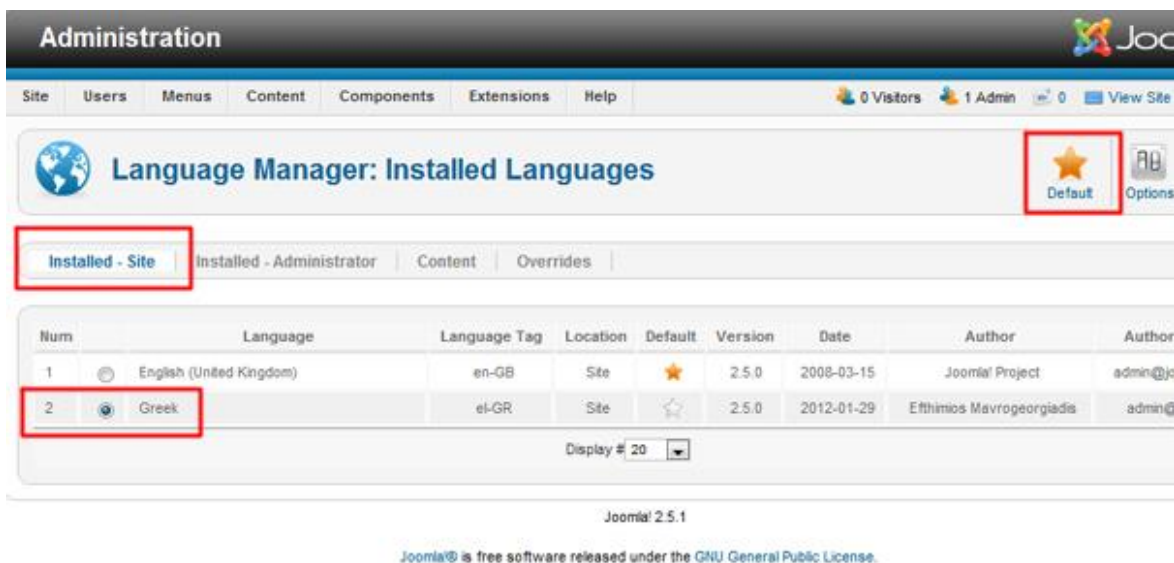 Administration
Site Users Menus Content Components Extensions Help 0 Visitors 1 Admin 0 View Site
Language Manager: Installed Languages
Default Options
Installed - Site Installed - Administrator Content Overrides
Num Language Language Tag Location Default Version Date Author Author
1 English (United Kingdom) en-GB Site 2.5.0 2008-03-15 Joomla! Project admin@jo
2 Greek el-GR Site 2.5.0 2012-01-29 Efthimios Mavrogeorgiadis admin@
Display # 20
Joomla! 2.5.1
Joomla!® is free software released under the GNU General Public License.